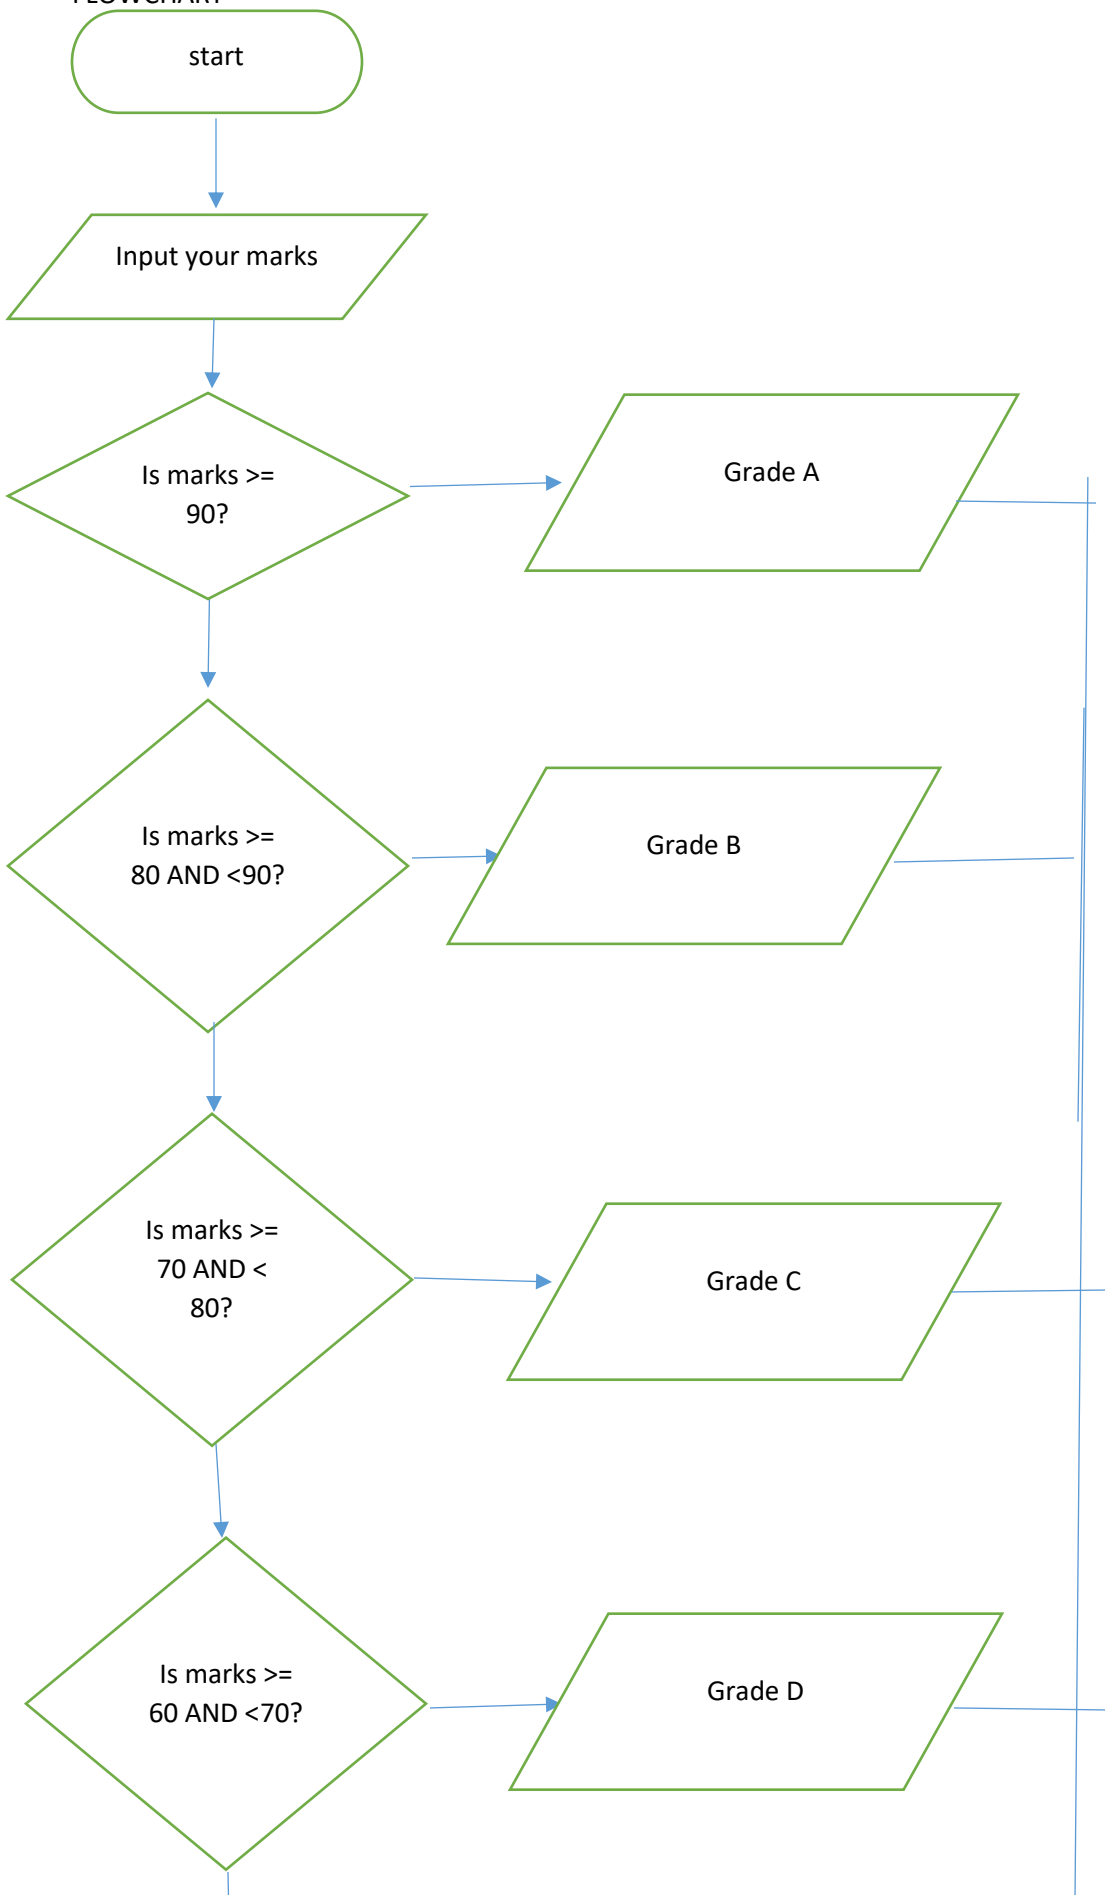 FLOWCHART
start
Input your marks
Is marks >=
90?
Grade A
Is marks >=
80 AND <90?
Grade B
Is marks >=
70 AND <
80?
Grade C
Is marks >=
60 AND <70?
Grade D